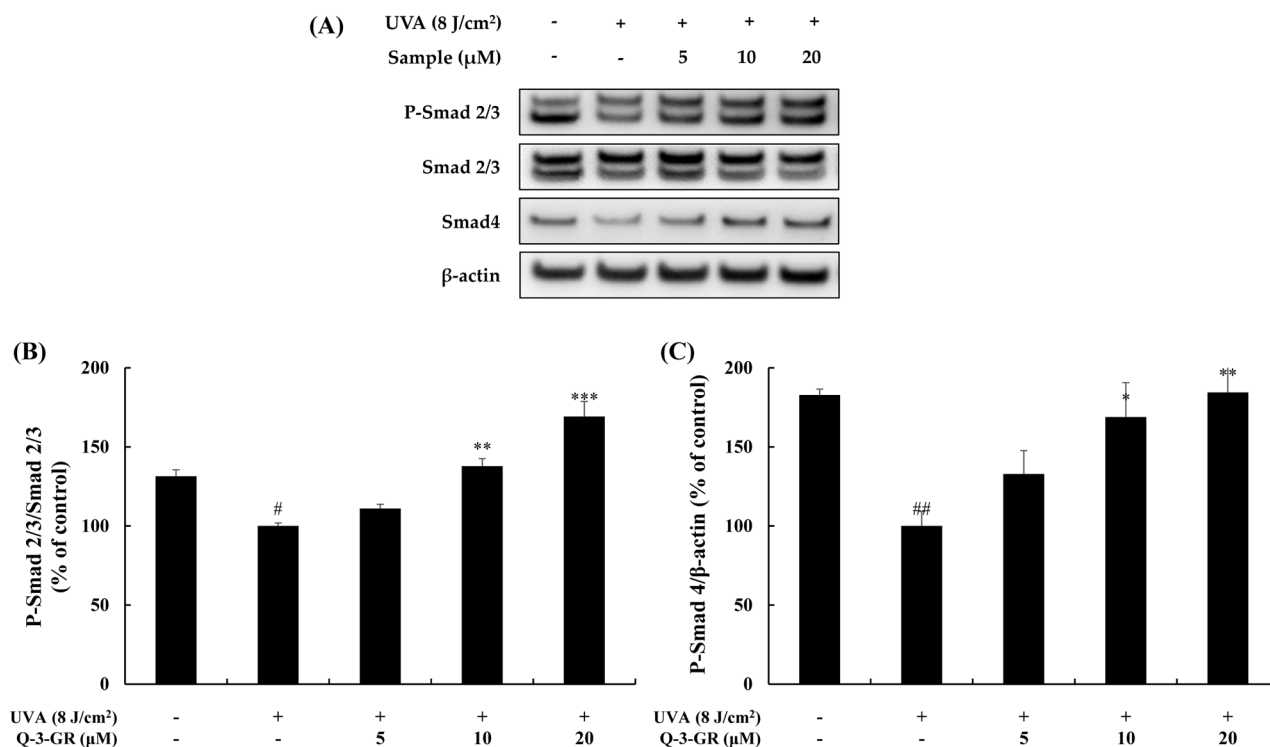 (A)
UVA (8 J/cm²) - + + + +
Sample (μM) - - 5 10 20
P-Smad 2/3
Smad 2/3
Smad4
β-actin
(B)
P-Smad 2/3/Smad 2/3
(% of control)
200
150
100
50
0
#
**
***
UVA (8 J/cm²) - + + + +
Q-3-GR (μM) - - 5 10 20
(C)
P-Smad 4/β-actin (% of control)
200
150
100
50
0
##
*
**
UVA (8 J/cm²) - + + + +
Q-3-GR (μM) - - 5 10 20